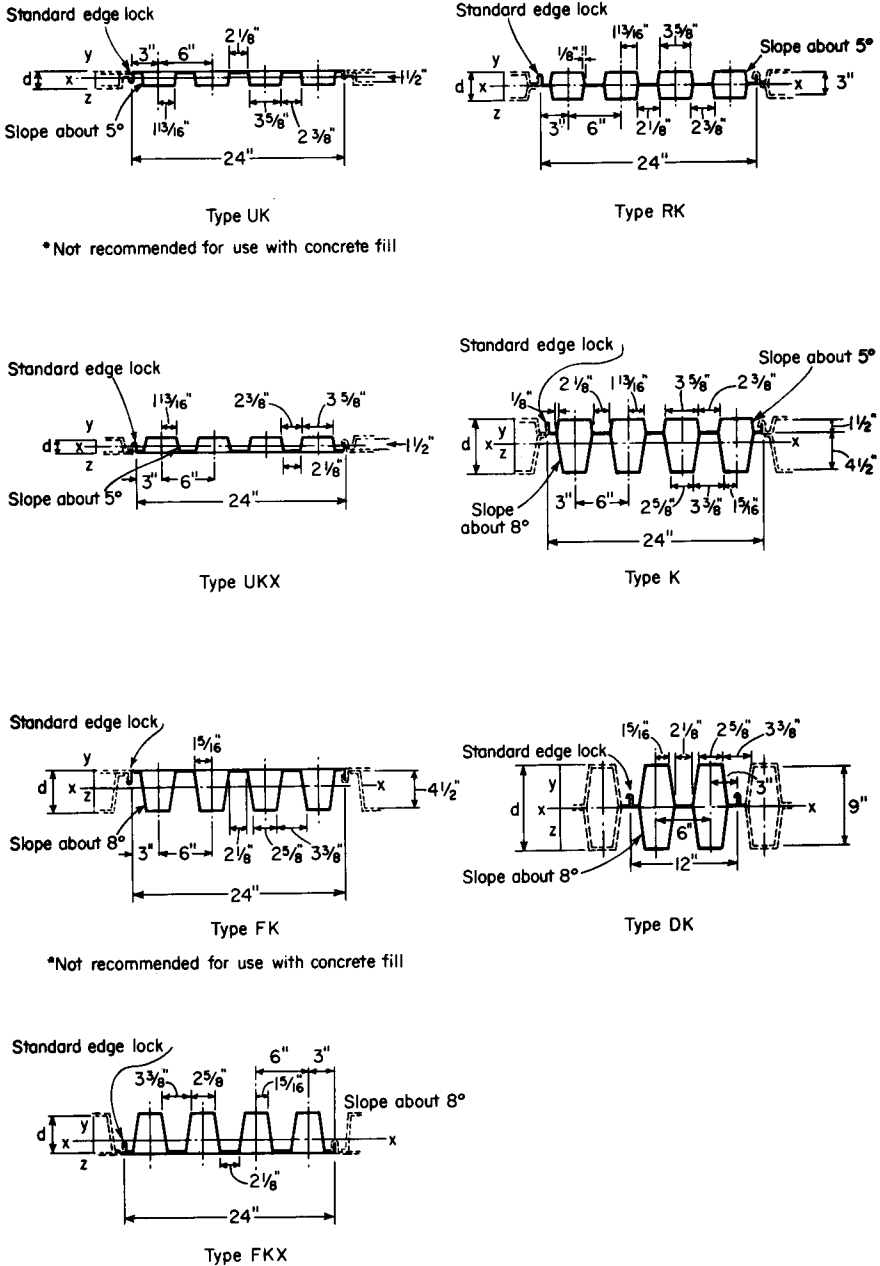 Standard edge lock
y
3"
6"
2 1/8"
d
x
z
1 1/2"
Slope about 5°
1 13/16"
3 5/8"
2 3/8"
24"
Type UK
*Not recommended for use with concrete fill
Standard edge lock
1/8"
1 13/16"
3 5/8"
Slope about 5°
y
d
x
x
3"
z
3"
6"
2 1/8"
2 3/8"
24"
Type RK
Standard edge lock
1 13/16"
2 3/8"
3 5/8"
y
d
x
z
1 1/2"
Slope about 5°
3"
6"
2 1/8"
24"
Type UKX
Standard edge lock
Slope about 5°
1/8"
2 1/8"
1 13/16"
3 5/8"
2 3/8"
y
1 1/2"
d
x
x
z
4 1/2"
Slope
about 8°
3"
6"
2 5/8"
3 3/8"
1 5/16"
24"
Type K
Standard edge lock
1 5/16"
y
d
x
x
z
4 1/2"
Slope about 8°
3"
6"
2 1/8"
2 5/8"
3 3/8"
24"
Type FK
*Not recommended for use with concrete fill
1 5/16"
2 1/8"
2 5/8"
3 3/8"
Standard edge lock
y
3"
d
x
x
9"
z
6"
12"
Slope about 8°
Type DK
Standard edge lock
6"
3"
3 3/8"
2 5/8"
1 5/16"
Slope about 8°
y
d
x
x
z
2 1/8"
24"
Type FKX